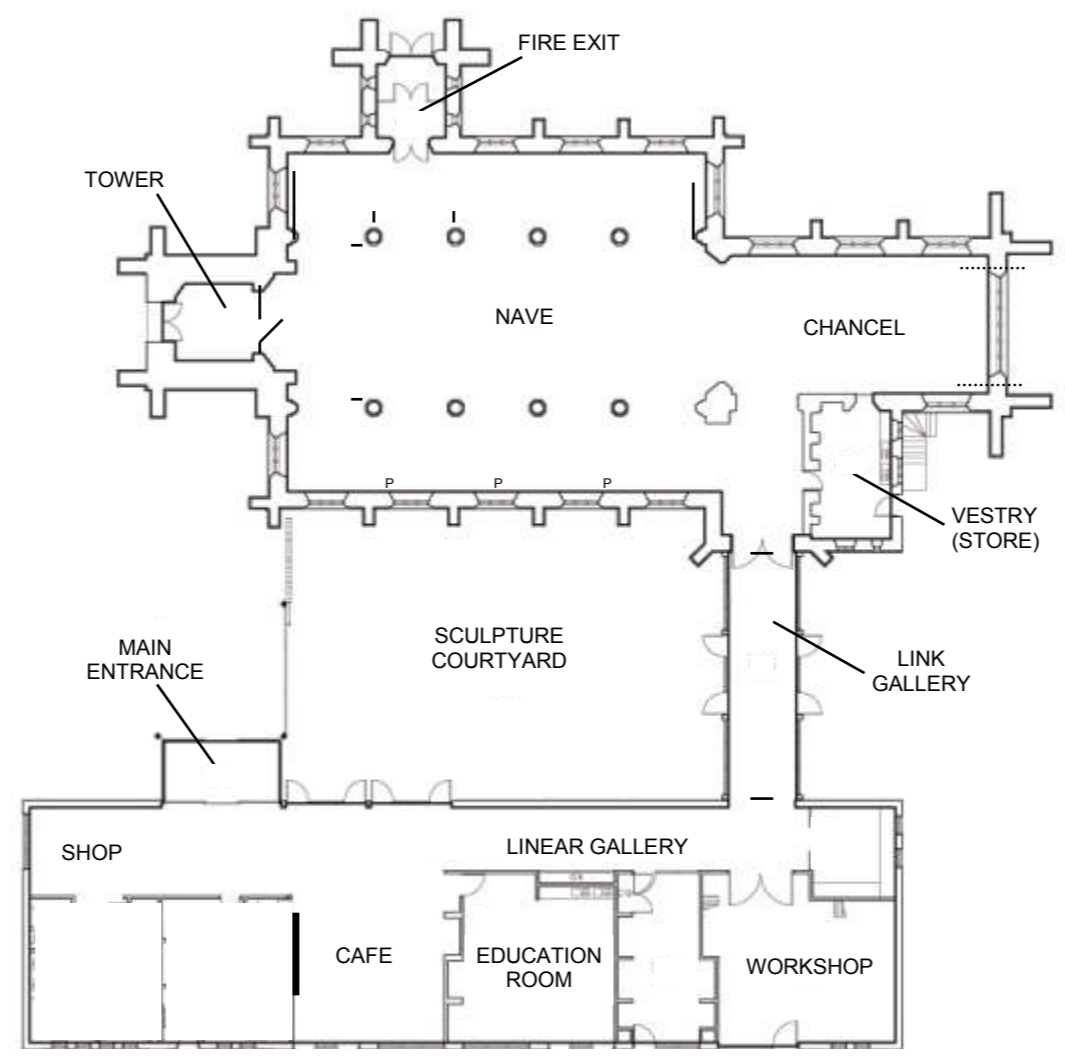 FIRE EXIT
TOWER
NAVE
CHANCEL
P P P
VESTRY
(STORE)
SCULPTURE
COURTYARD
MAIN
ENTRANCE
LINK
GALLERY
SHOP
LINEAR GALLERY
CAFE
EDUCATION
ROOM
WORKSHOP